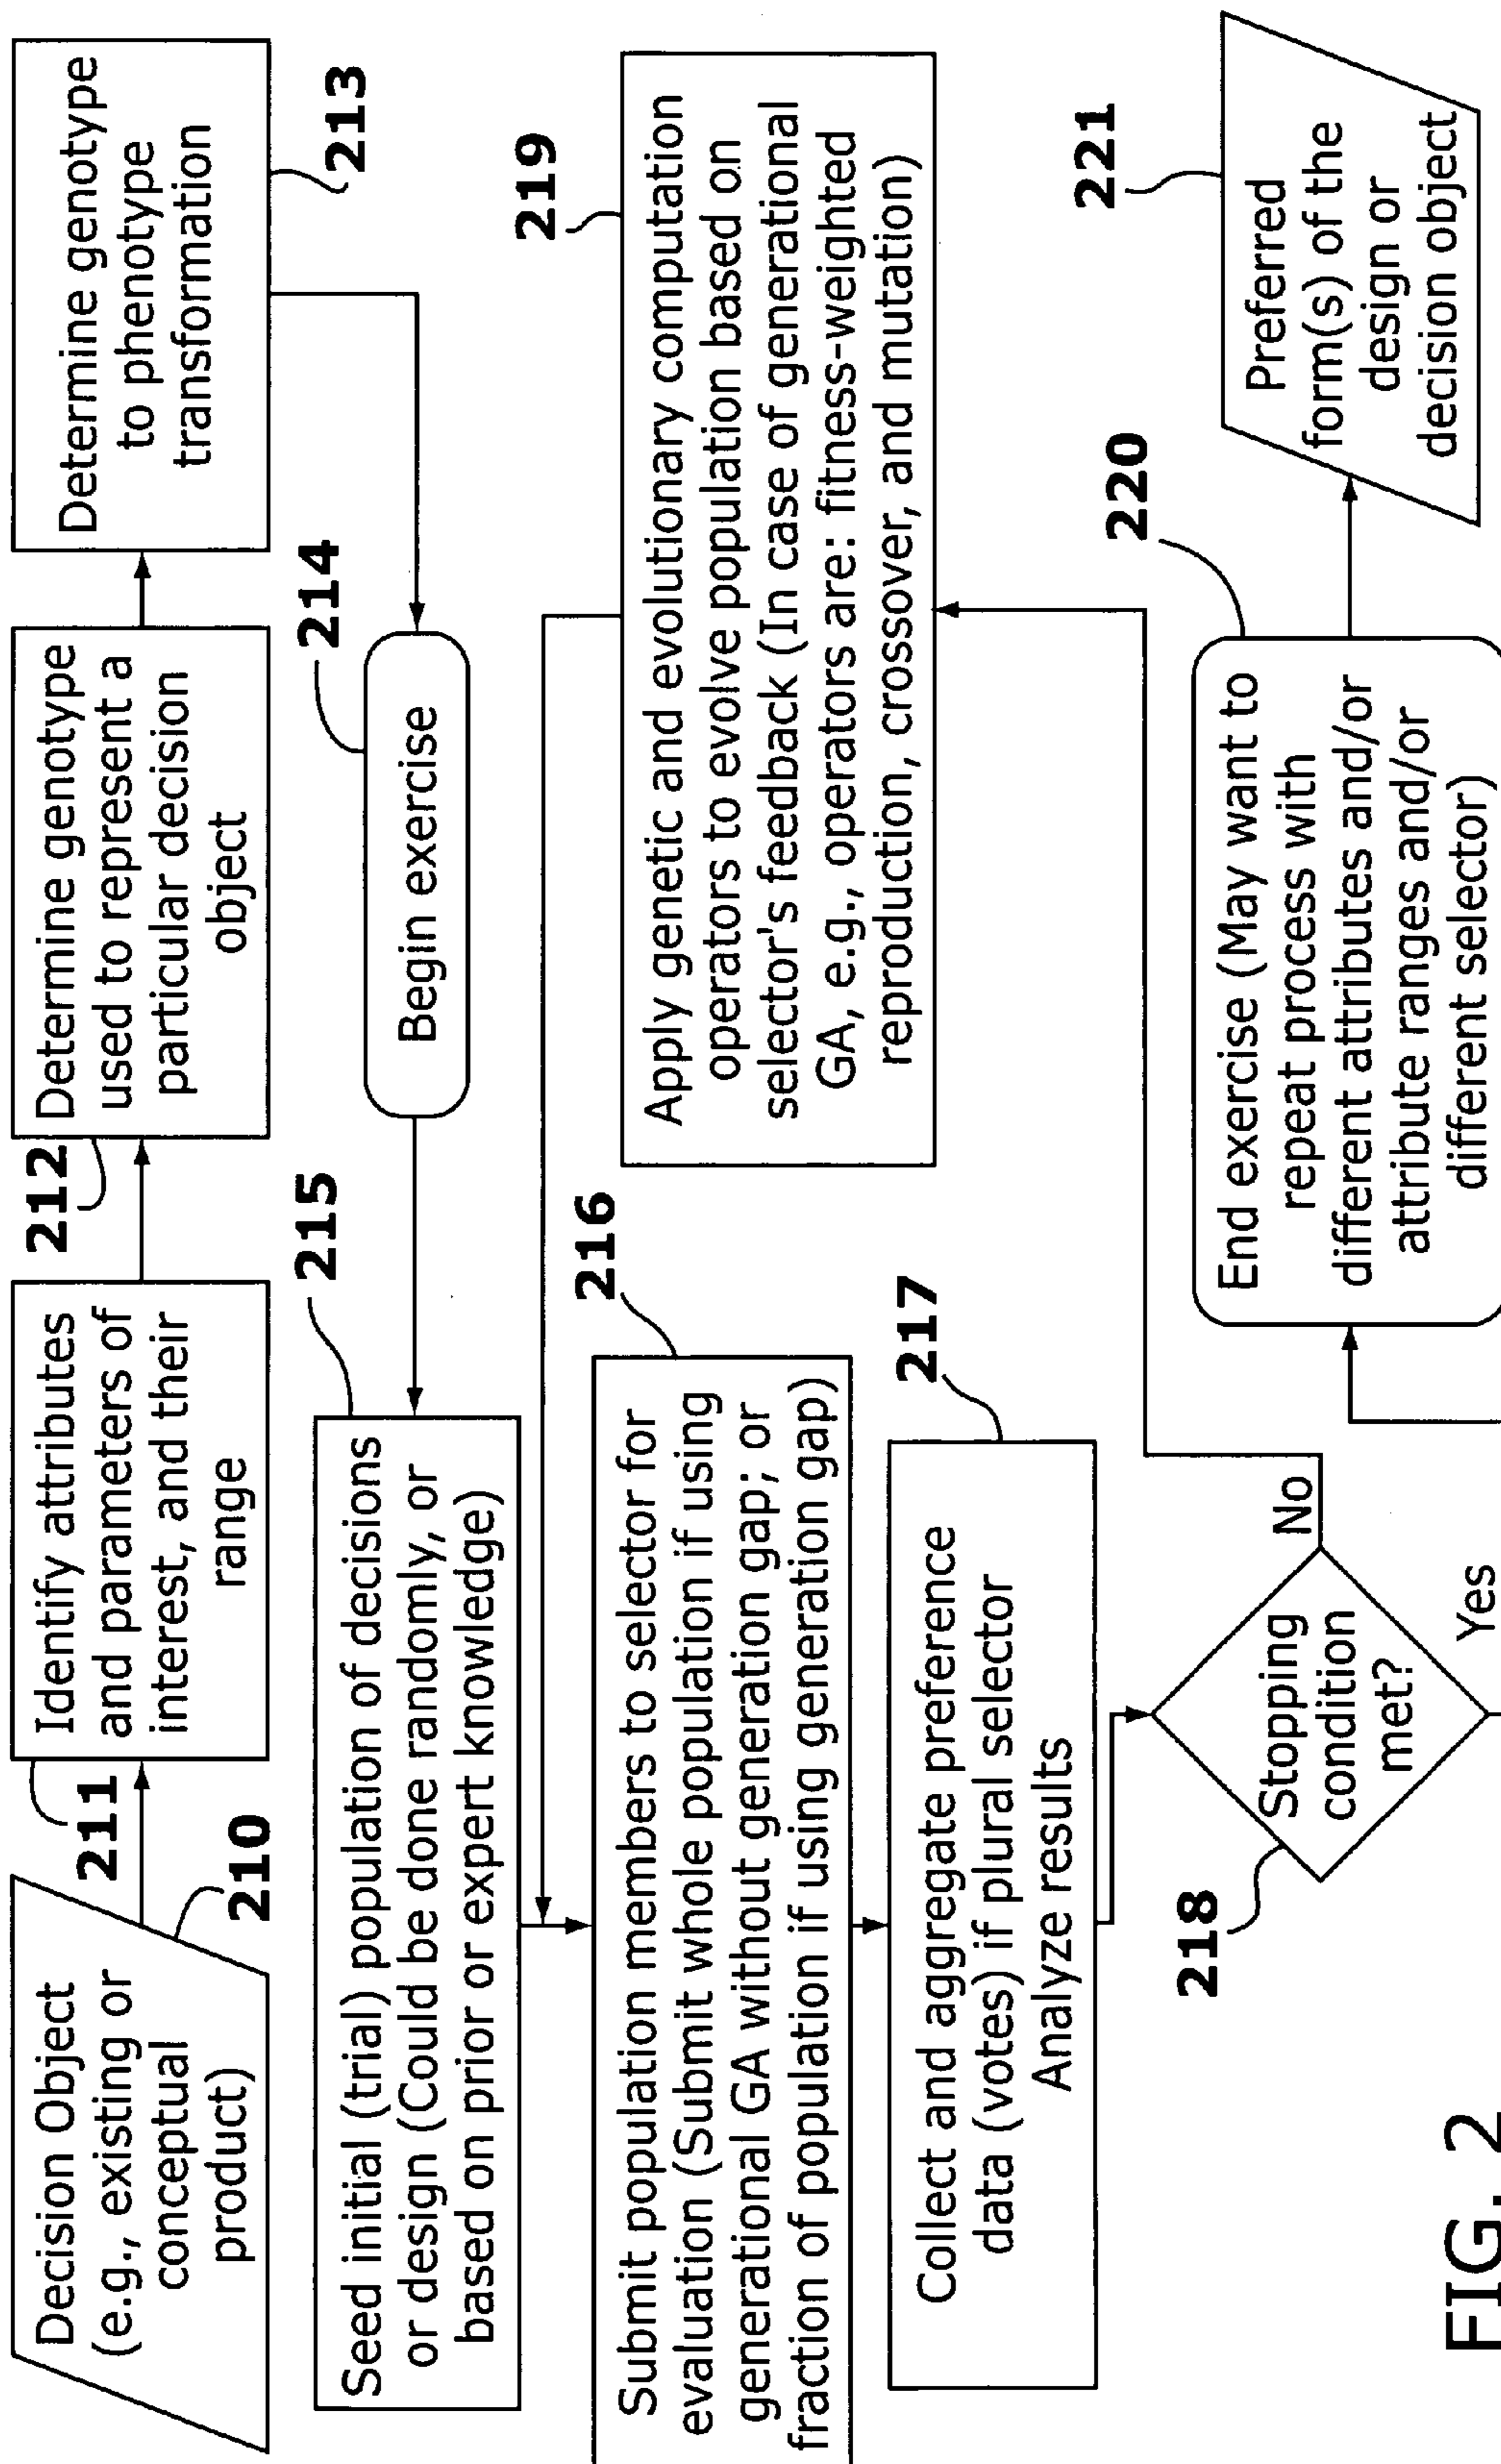 Decision Object
(e.g., existing or
conceptual
product)
210
211
Identify attributes
and parameters of
interest, and their
range
212
Determine genotype
used to represent a
particular decision
object
Determine genotype
to phenotype
transformation
213
214
Begin exercise
215
Seed initial (trial) population of decisions
or design (Could be done randomly, or
based on prior or expert knowledge)
216
Submit population members to selector for
evaluation (Submit whole population if using
generational GA without generation gap; or
fraction of population if using generation gap)
217
Collect and aggregate preference
data (votes) if plural selector
Analyze results
218
Stopping
condition
met?
No
Yes
219
Apply genetic and evolutionary computation
operators to evolve population based on
selector's feedback (In case of generational
GA, e.g., operators are: fitness-weighted
reproduction, crossover, and mutation)
220
End exercise (May want to
repeat process with
different attributes and/or
attribute ranges and/or
different selector)
221
Preferred
form(s) of the
design or
decision object
FIG. 2